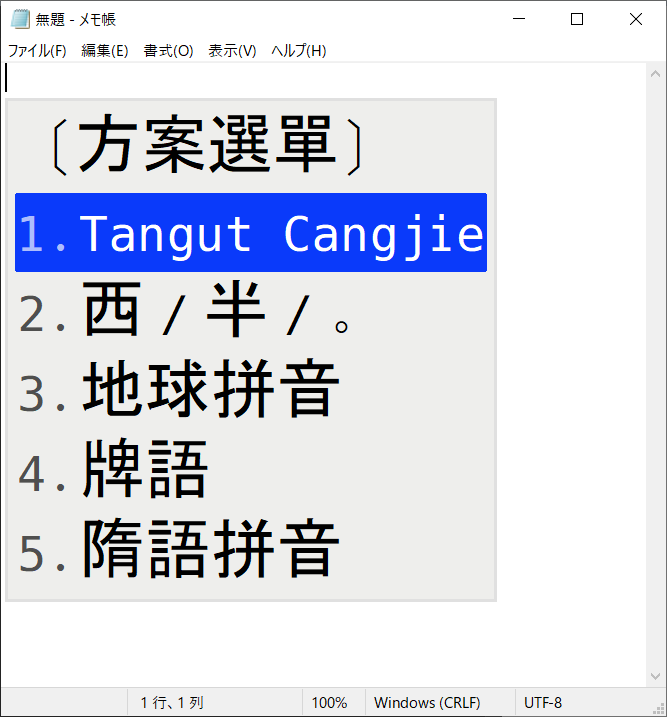 無題 - メモ帳
ファイル(F) 編集(E) 書式(O) 表示(V) ヘルプ(H)
〔方案選單〕
1. Tangut Cangjie
2. 西 / 半 / 。
3. 地球拼音
4. 牌語
5. 隋語拼音
1 行、1 列 100% Windows (CRLF) UTF-8